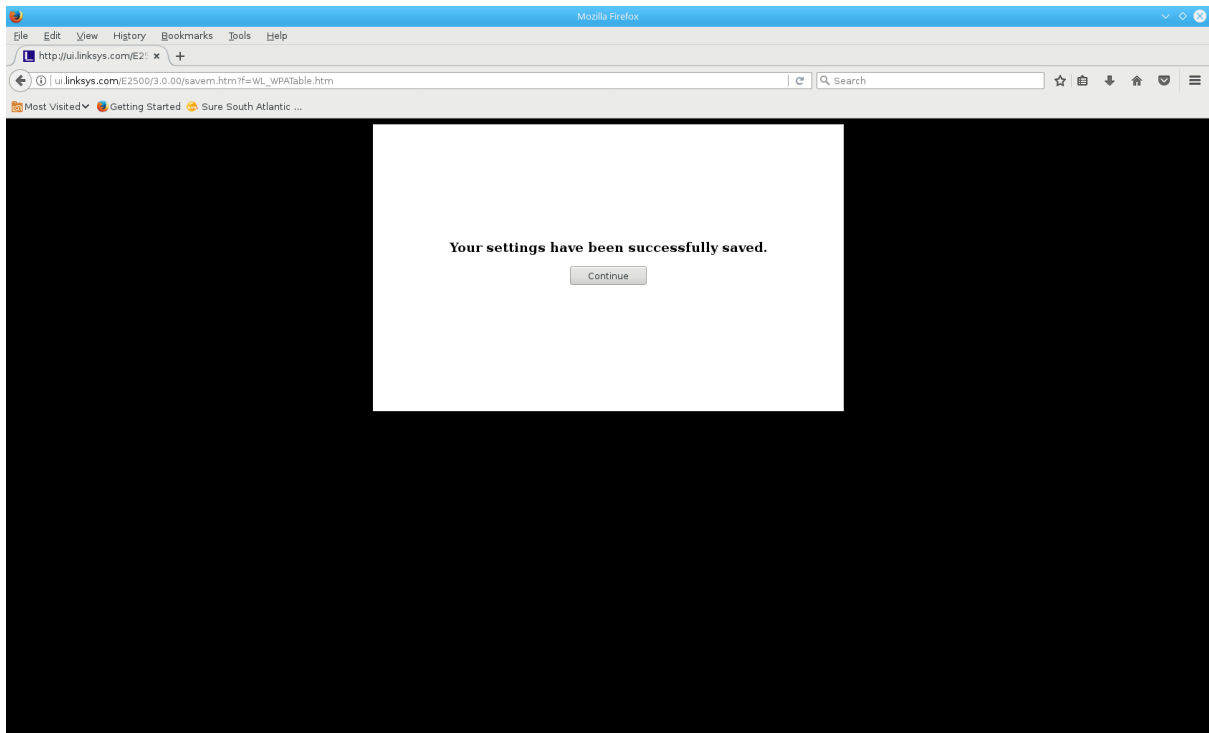 Mozilla Firefox
File Edit View History Bookmarks Tools Help
http://ui.linksys.com/E25
ui.linksys.com/E2500/3.0.00/savem.htm?f=WL_WPATable.htm Search
Most Visited Getting Started Sure South Atlantic ...
Your settings have been successfully saved.
Continue